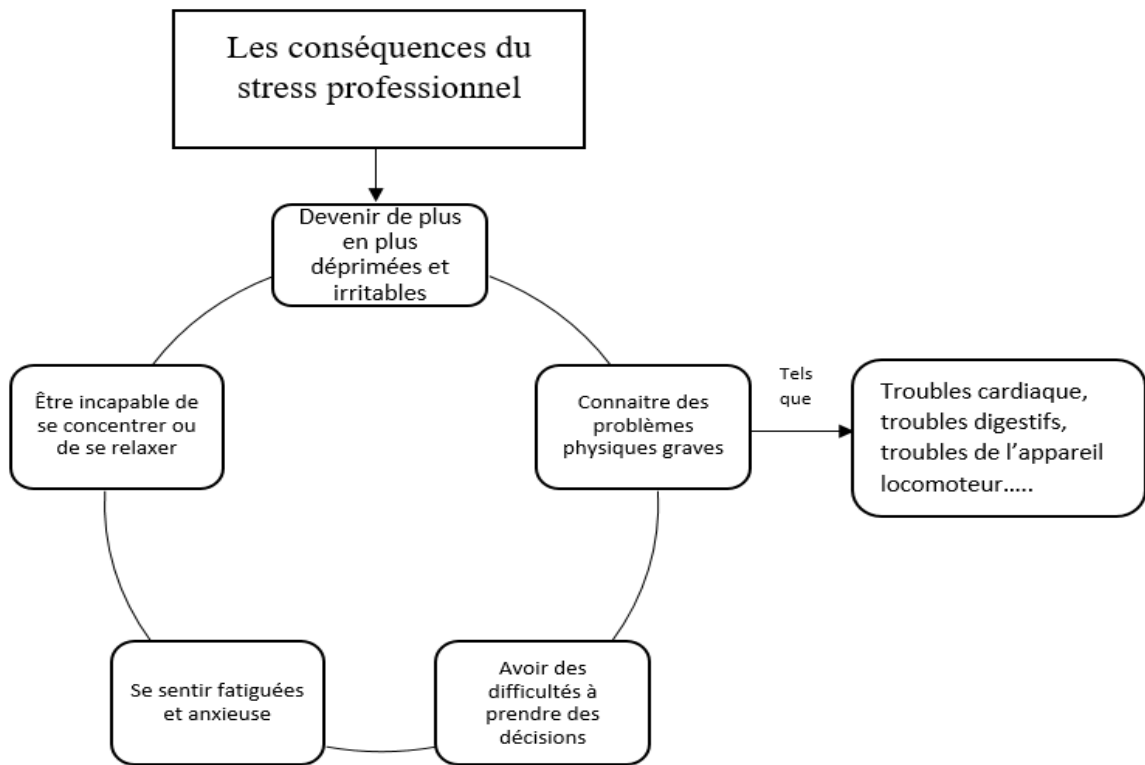 Les conséquences du
stress professionnel
Devenir de plus
en plus
déprimées et
irritables
Être incapable de
se concentrer ou
de se relaxer
Connaitre des
problèmes
physiques graves
Tels
que
Troubles cardiaque,
troubles digestifs,
troubles de l’appareil
locomoteur…..
Se sentir fatiguées
et anxieuse
Avoir des
difficultés à
prendre des
décisions